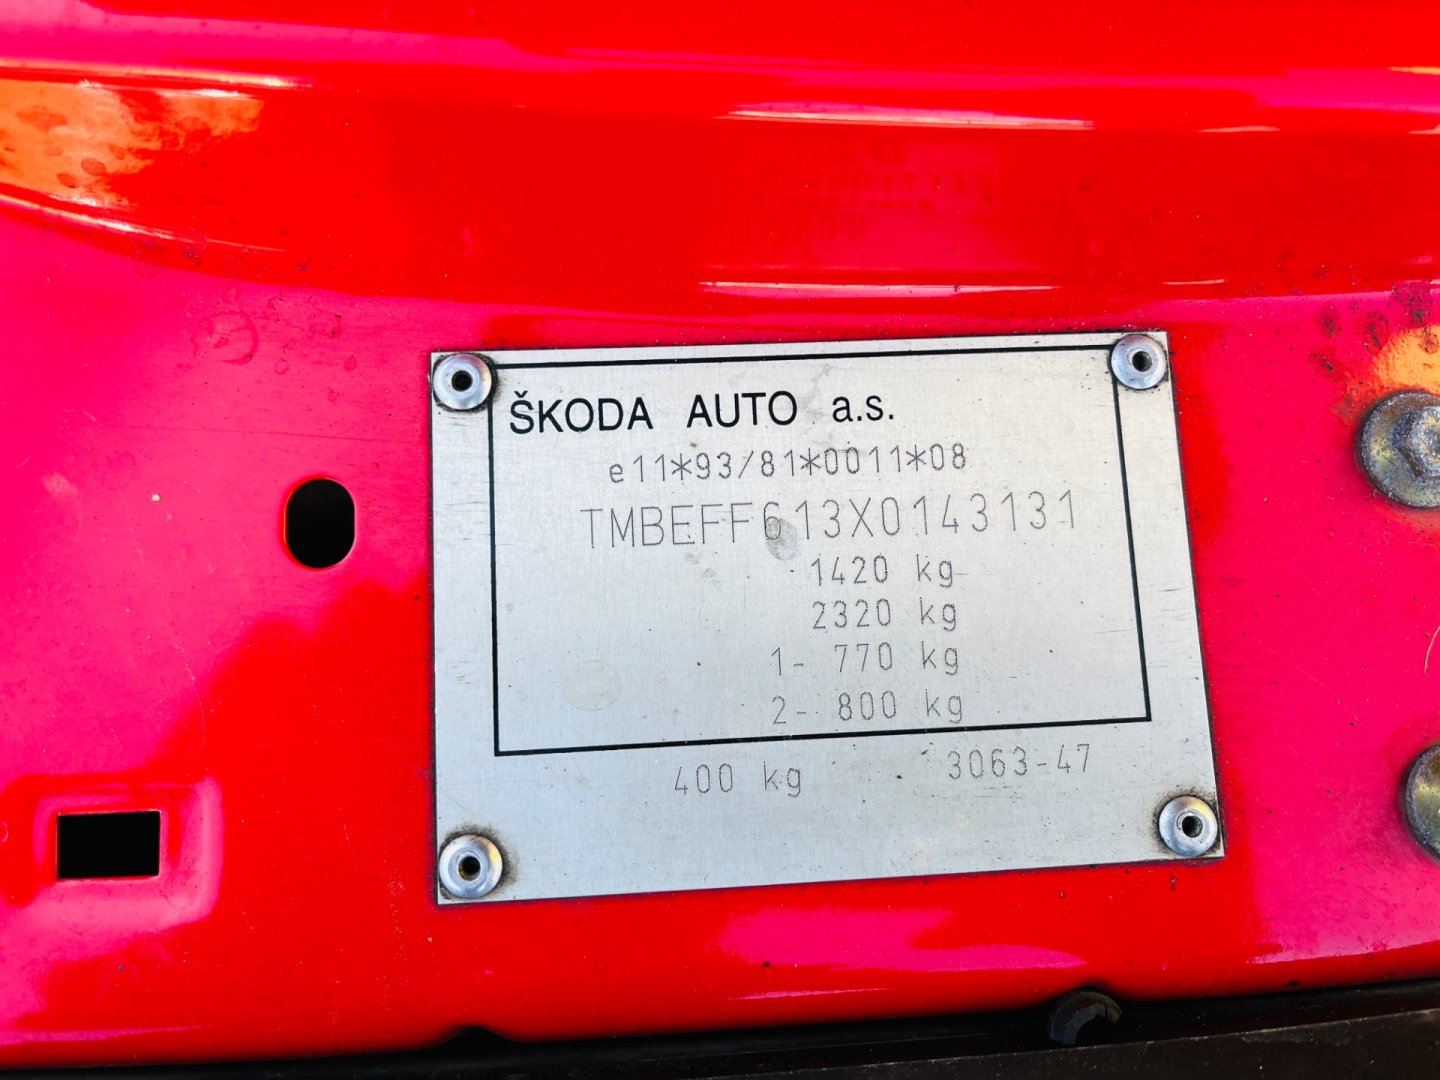 ŠKODA AUTO a.s.
e11*93/81*0011*08
TMBEFF613X0143131
1420 kg
2320 kg
1- 770 kg
2- 800 kg
400 kg 3063-47